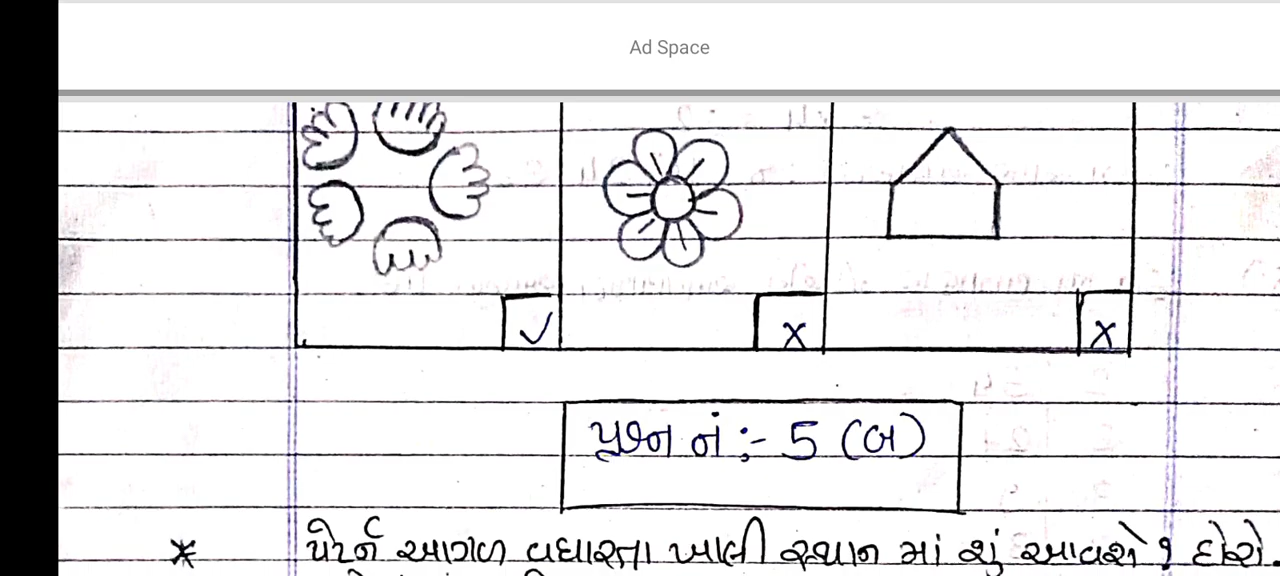 Ad Space
✓
X
X
પ્રશ્ન નં :- 5 (બ)
* પેટર્ન આગળ વધારતા ખાલી સ્થાન માં શું આવશે ? દોરો.